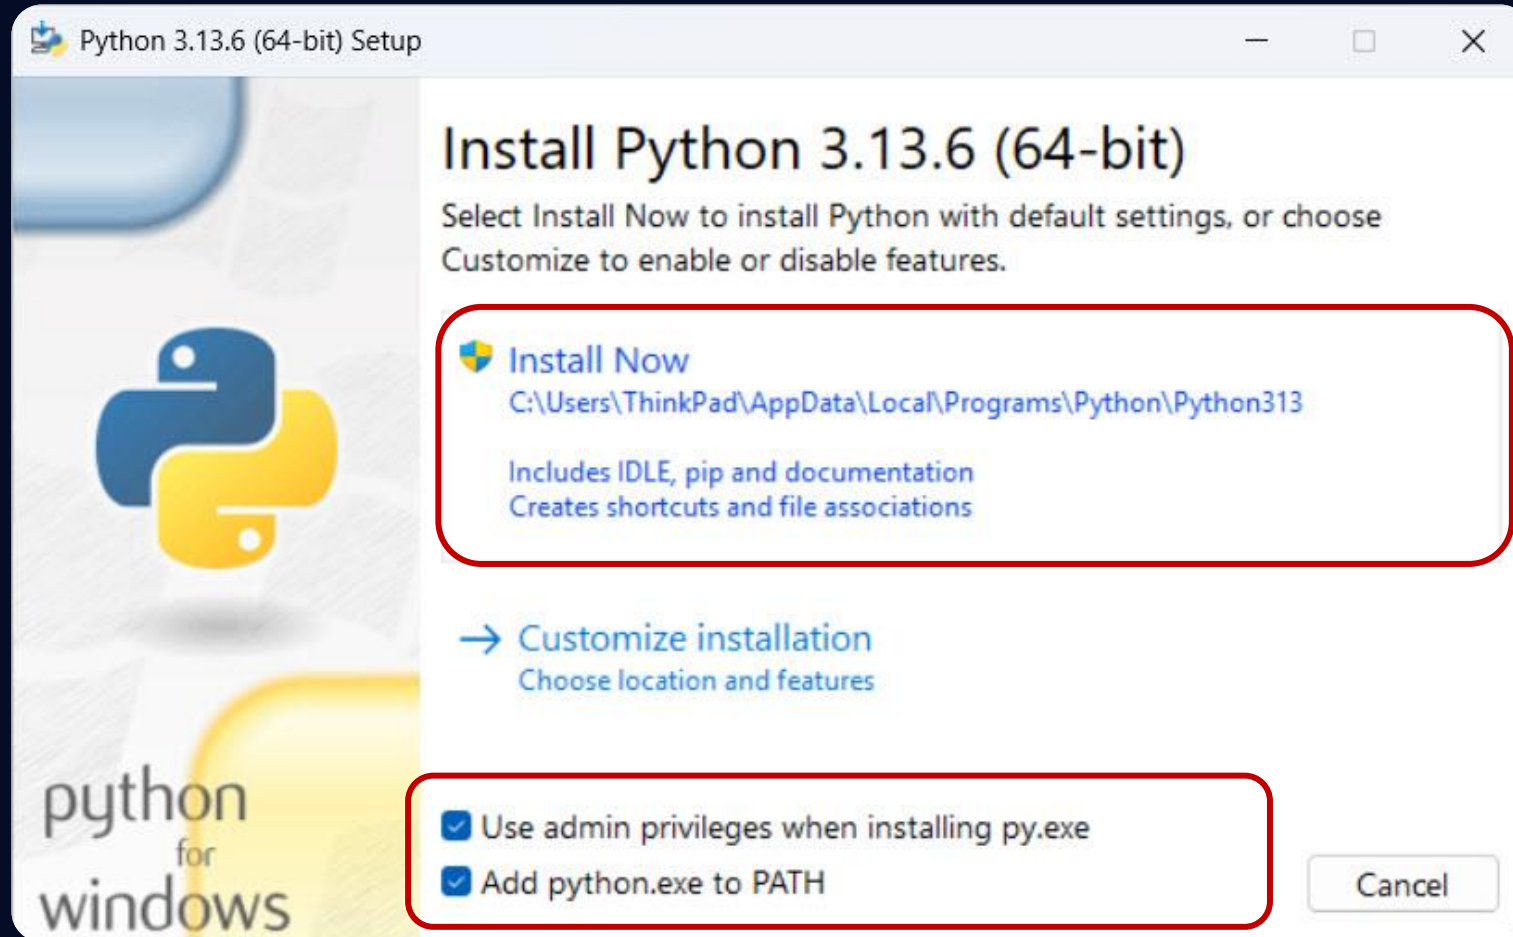 Python 3.13.6 (64-bit) Setup
Install Python 3.13.6 (64-bit)
Select Install Now to install Python with default settings, or choose
Customize to enable or disable features.
Install Now
C:\Users\ThinkPad\AppData\Local\Programs\Python\Python313
Includes IDLE, pip and documentation
Creates shortcuts and file associations
Customize installation
Choose location and features
python
for
windows
Use admin privileges when installing py.exe
Add python.exe to PATH
Cancel